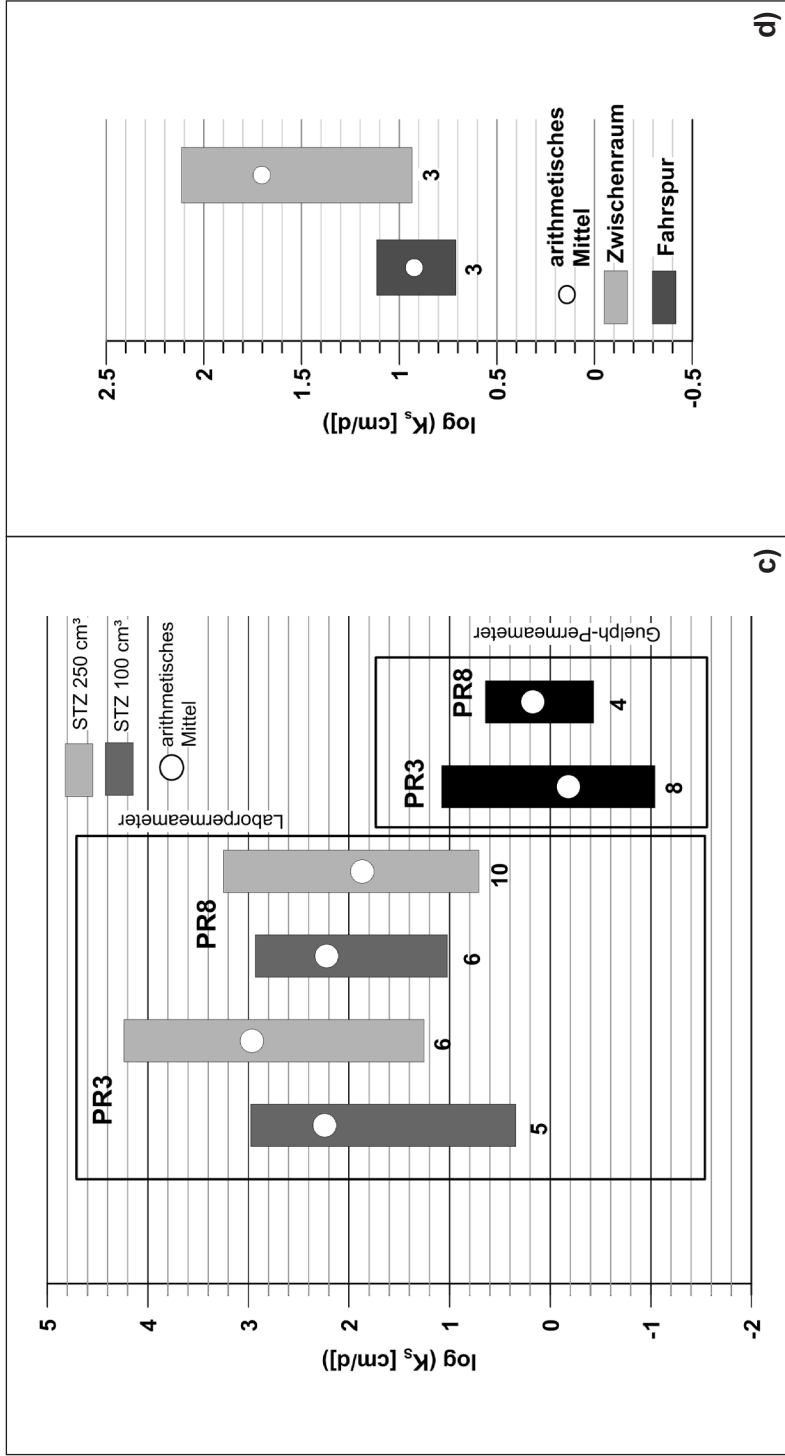 5
4
3
2
1
0
-1
-2
log (Ks [cm/d])
STZ 250 cm³
STZ 100 cm³
arithmetisches
Mittel
Laborpermeameter
PR3
5
6
PR8
6
10
Guelph-Permeameter
PR3
8
PR8
4
c)
2.5
2
1.5
1
0.5
0
-0.5
log (Ks [cm/d])
3
3
arithmetisches
Mittel
Zwischenraum
Fahrspur
d)